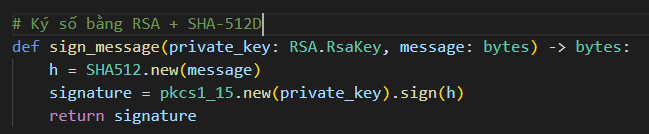 # Ký số bằng RSA + SHA-512D
def sign_message(private_key: RSA.RsaKey, message: bytes) -> bytes:
    h = SHA512.new(message)
    signature = pkcs1_15.new(private_key).sign(h)
    return signature